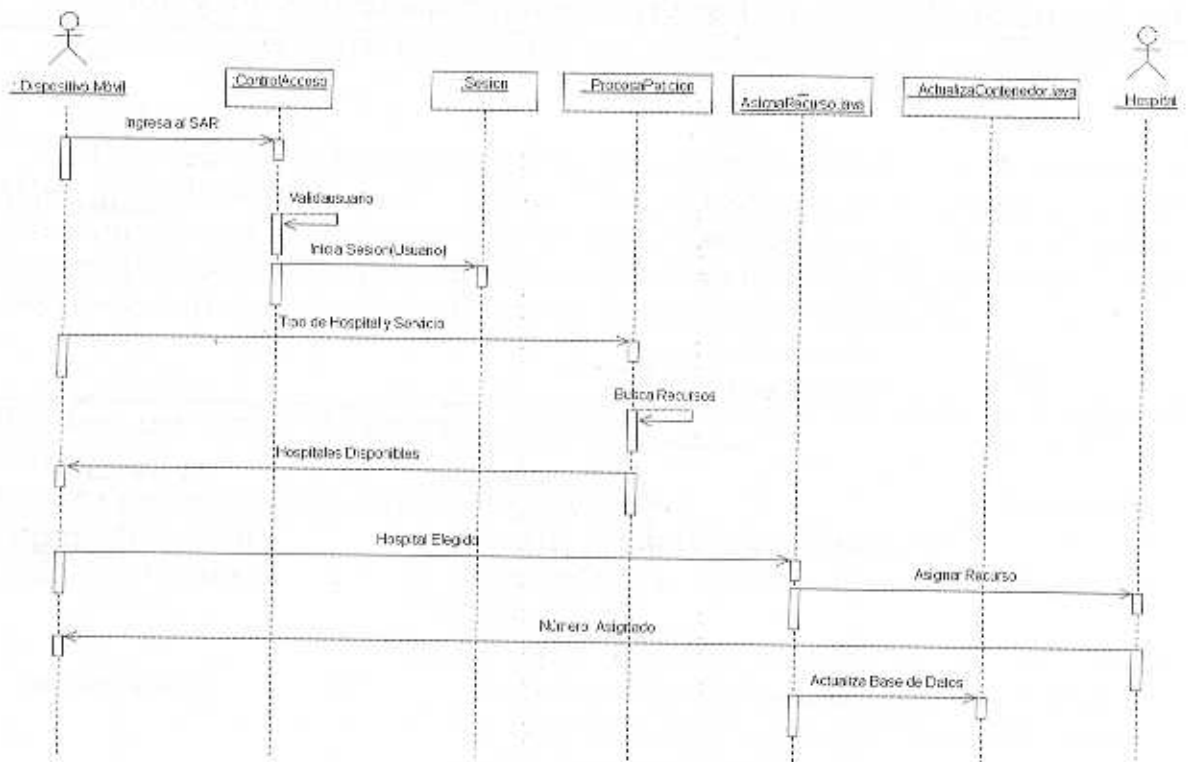 : Dispositivo Móvil
:ControlAcceso
:Sesion
:ProcesaPeticion
AsignaRecurso.java
:ActualizaContenedor.java
:Hospital
Ingresa al SAR
Validausuario
Inicia Sesion(Usuario)
Tipo de Hospital y Servicio
Busca Recursos
Hospitales Disponibles
Hospital Elegido
Asignar Recurso
Número Asignado
Actualiza Base de Datos